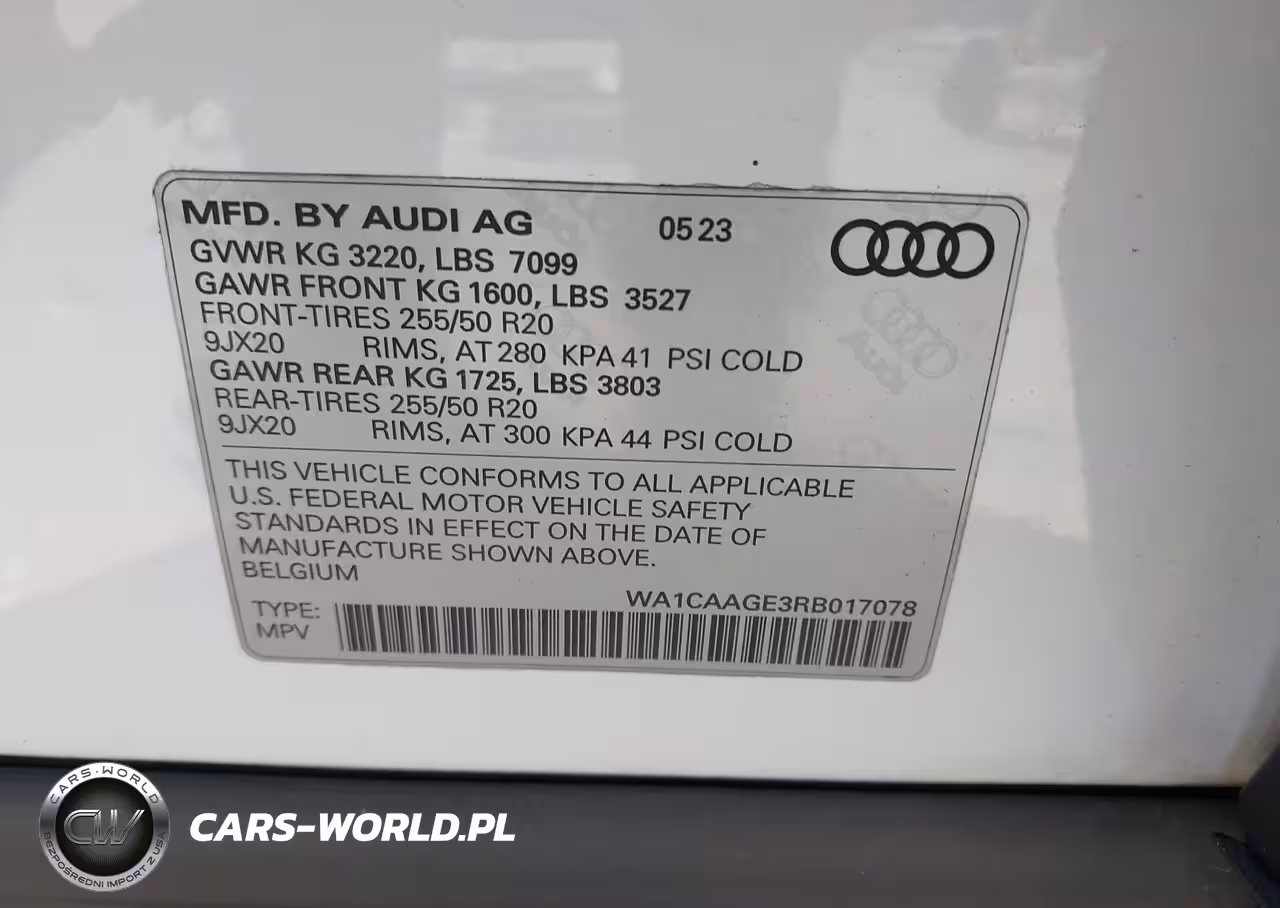 MFD. BY AUDI AG 05 23
GVWR KG 3220, LBS 7099
GAWR FRONT KG 1600, LBS 3527
FRONT-TIRES 255/50 R20
9JX20 RIMS, AT 280 KPA 41 PSI COLD
GAWR REAR KG 1725, LBS 3803
REAR-TIRES 255/50 R20
9JX20 RIMS, AT 300 KPA 44 PSI COLD
THIS VEHICLE CONFORMS TO ALL APPLICABLE
U.S. FEDERAL MOTOR VEHICLE SAFETY
STANDARDS IN EFFECT ON THE DATE OF
MANUFACTURE SHOWN ABOVE.
BELGIUM
WA1CAAGE3RB017078
TYPE:
MPV
Audi
CARS-WORLD
CW
BEZPOŚREDNI IMPORT Z USA
CARS-WORLD.PL